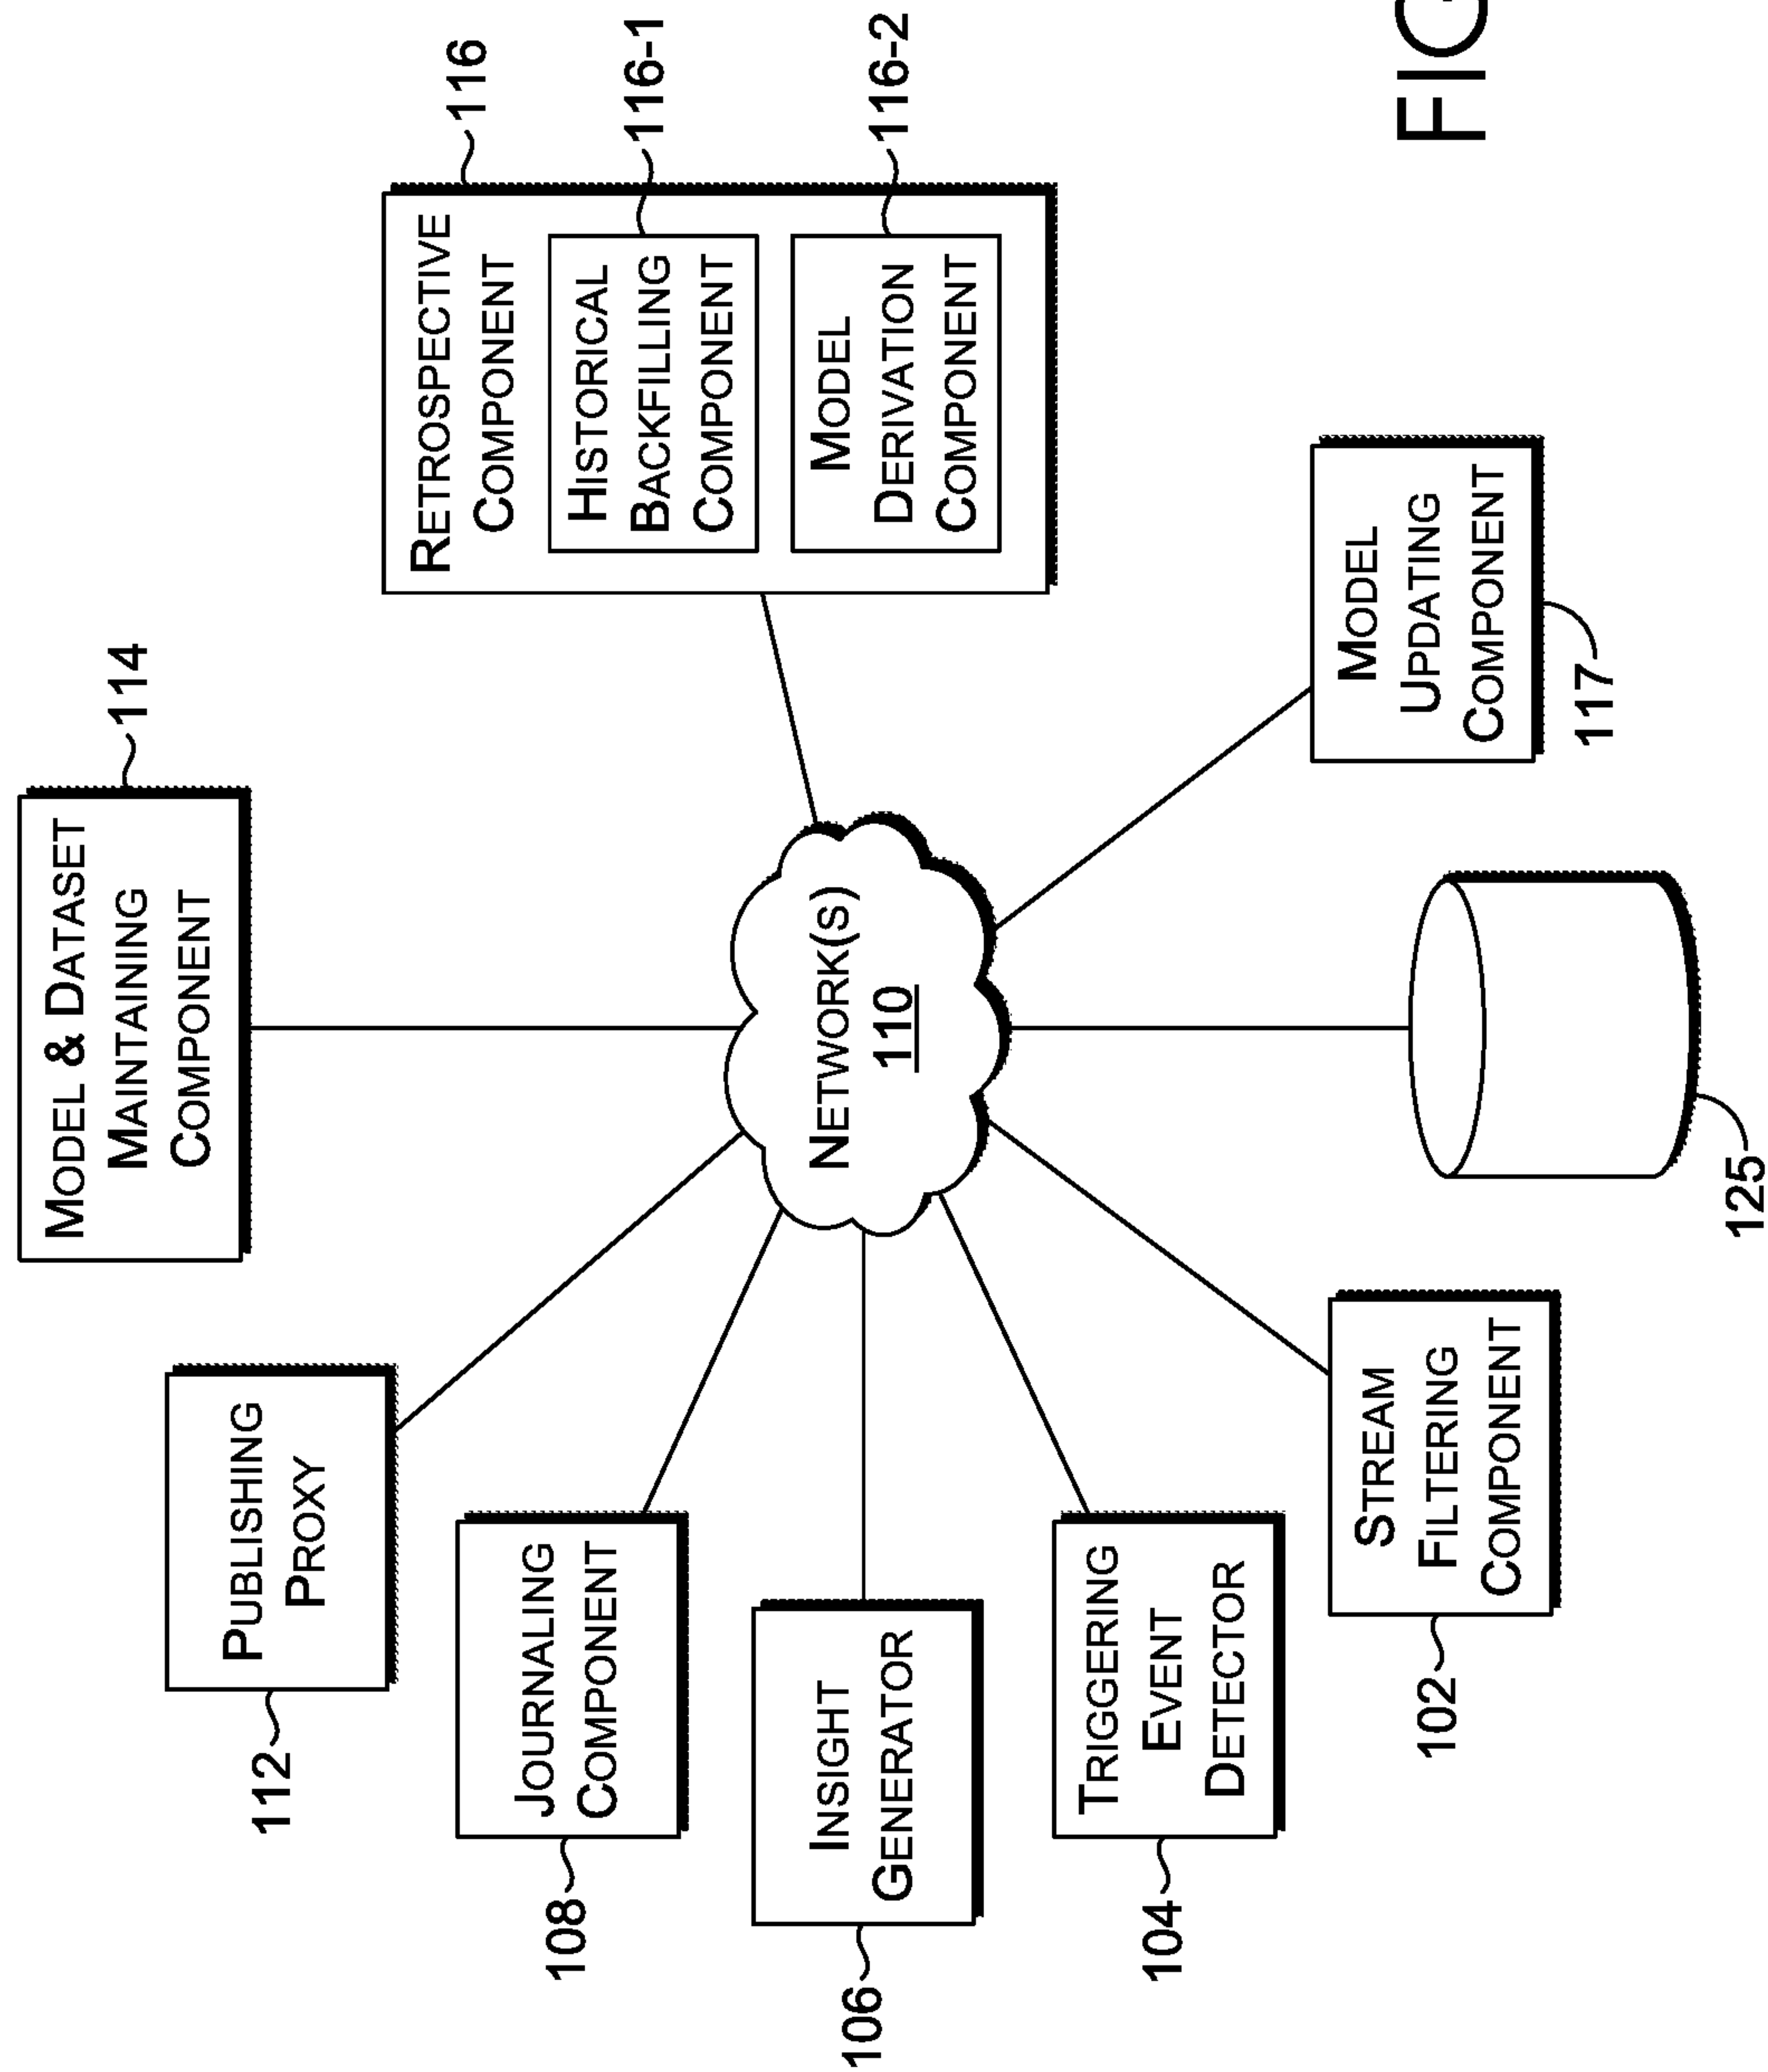 MODEL & DATASET
MAINTAINING
COMPONENT
114
112
PUBLISHING
PROXY
108
JOURNALING
COMPONENT
106
INSIGHT
GENERATOR
104
TRIGGERING
EVENT
DETECTOR
102
STREAM
FILTERING
COMPONENT
NETWORK(S)
110
125
RETROSPECTIVE
COMPONENT
116
HISTORICAL
BACKFILLING
COMPONENT
116-1
MODEL
DERIVATION
COMPONENT
116-2
MODEL
UPDATING
COMPONENT
117
FIG